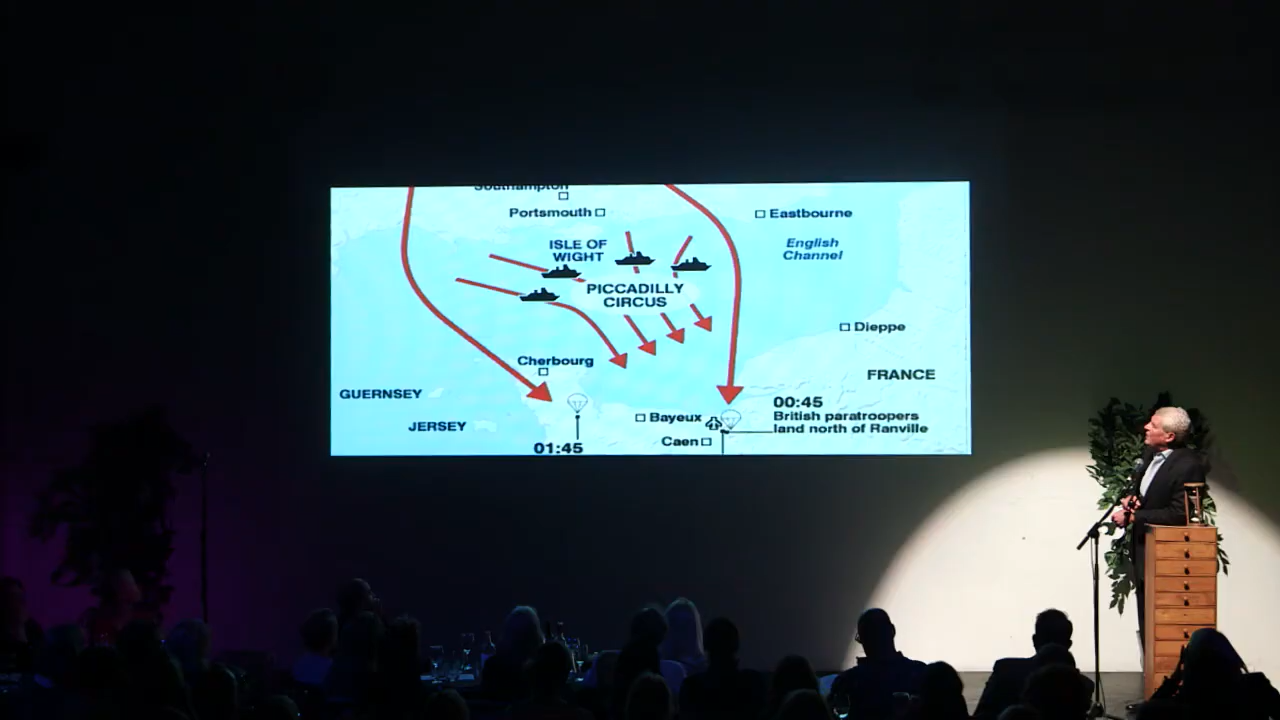 Southampton
Portsmouth
Eastbourne
ISLE OF
WIGHT
English
Channel
PICCADILLY
CIRCUS
Dieppe
Cherbourg
FRANCE
GUERNSEY
JERSEY
00:45
Bayeux
British paratroopers
land north of Ranville
Caen
01:45